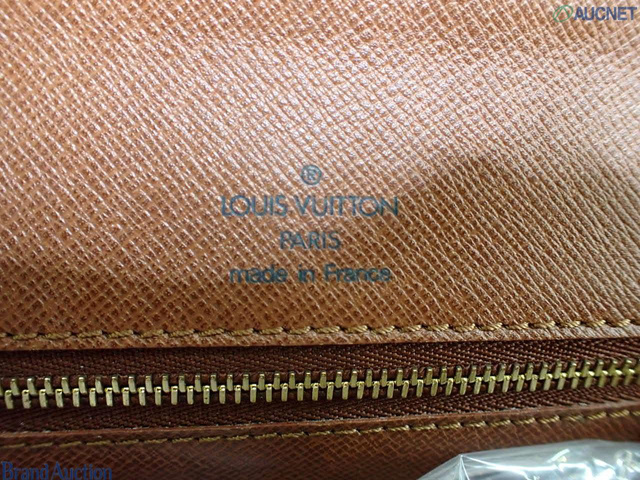 AUCNET
®
LOUIS VUITTON
PARIS
made in France
Brand Auction